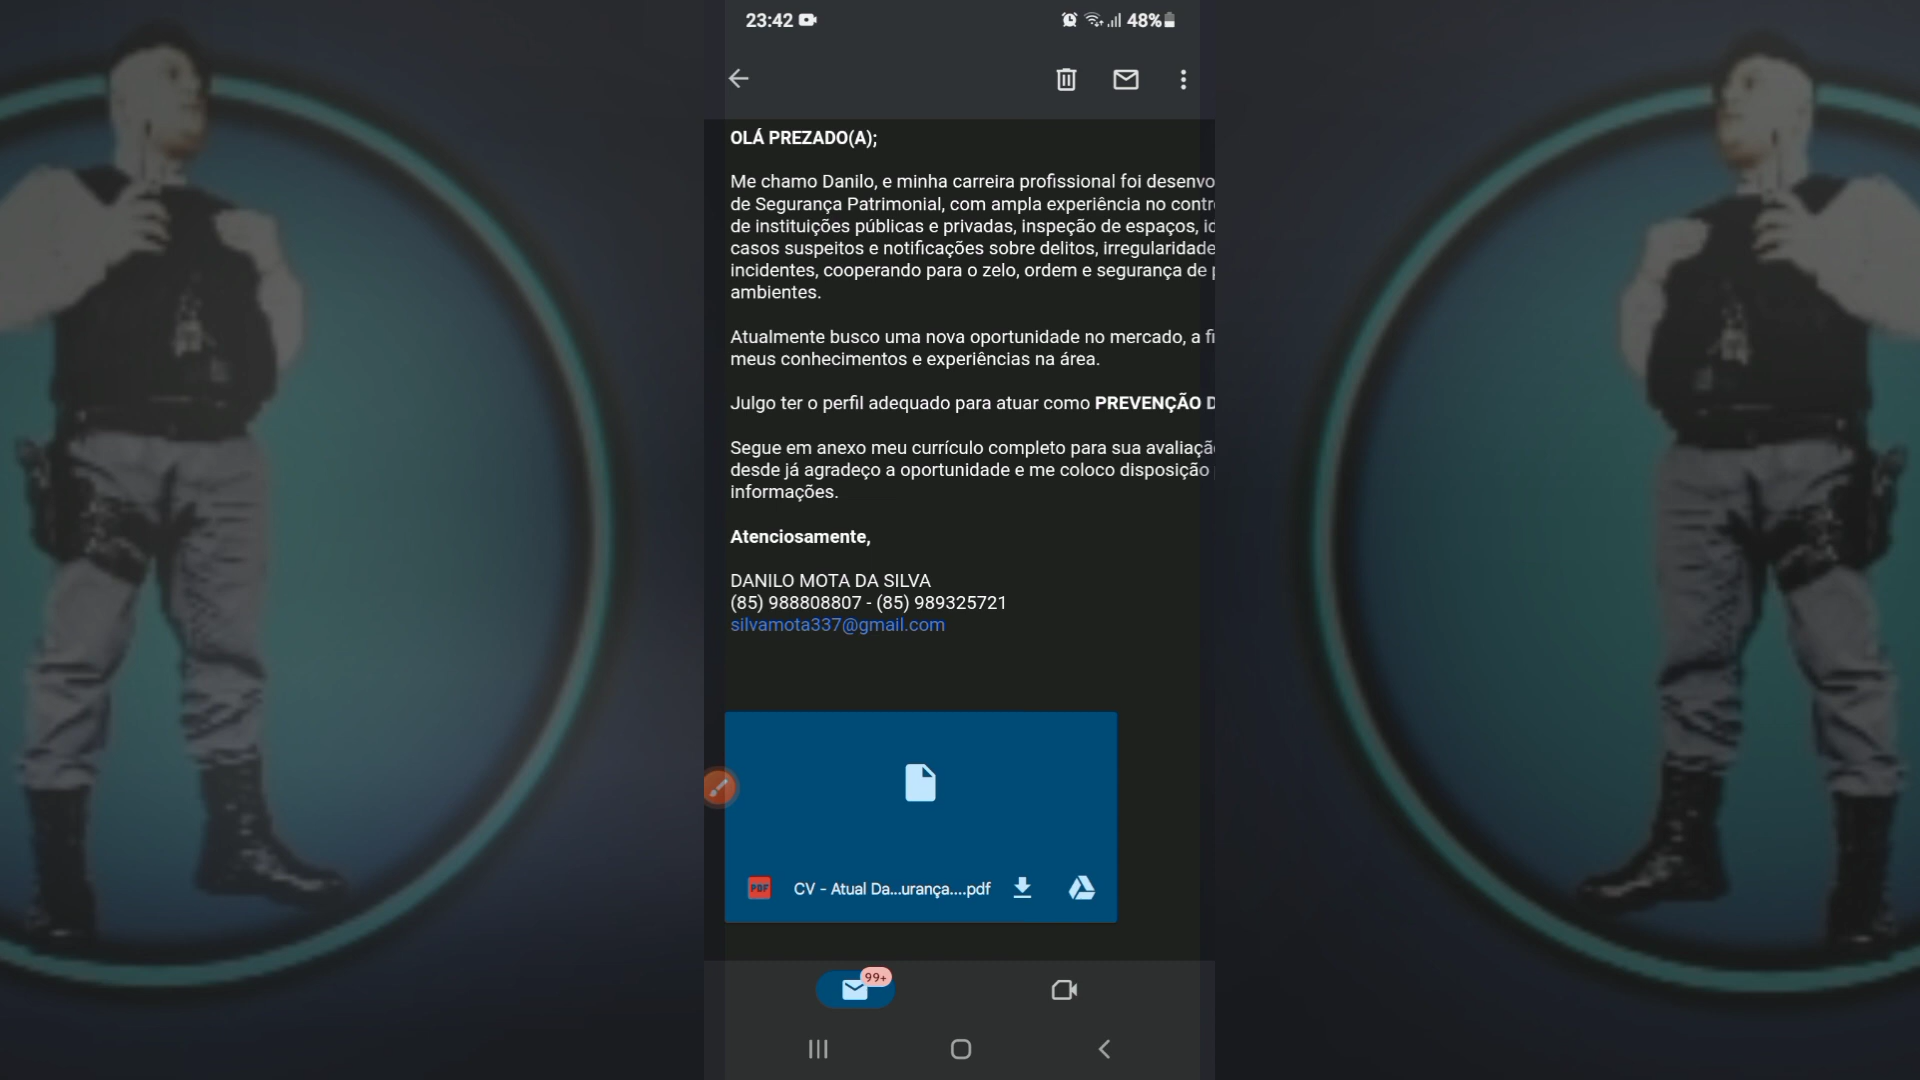 23:42
48%
OLÁ PREZADO(A);
Me chamo Danilo, e minha carreira profissional foi desenvo
de Segurança Patrimonial, com ampla experiência no contr
de instituições públicas e privadas, inspeção de espaços,
casos suspeitos e notificações sobre delitos, irregularidade
incidentes, cooperando para o zelo, ordem e segurança de
ambientes.
Atualmente busco uma nova oportunidade no mercado, a fi
meus conhecimentos e experiências na área.
Julgo ter o perfil adequado para atuar como PREVENÇÃO D
Segue em anexo meu currículo completo para sua avaliaçã
desde já agradeço a oportunidade e me coloco disposição
informações.
Atenciosamente,
DANILO MOTA DA SILVA
(85) 988808807 - (85) 989325721
silvamota337@gmail.com
PDF CV - Atual Da...urança....pdf
99+